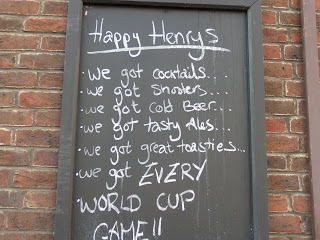 Happy Henrys
· we got cocktails...
· we got Shooters...
· we got cold Beer...
· we got tasty Ales...
· we got great toasties...
· we got EVERY
· WORLD CUP
GAME!!